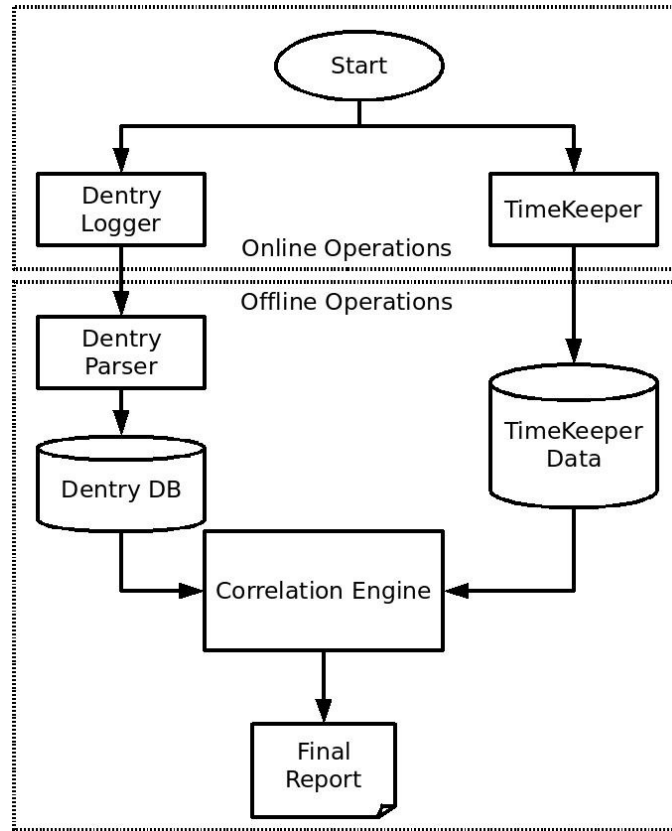 Start
Dentry
Logger
TimeKeeper
Online Operations
Offline Operations
Dentry
Parser
TimeKeeper
Data
Dentry DB
Correlation Engine
Final
Report